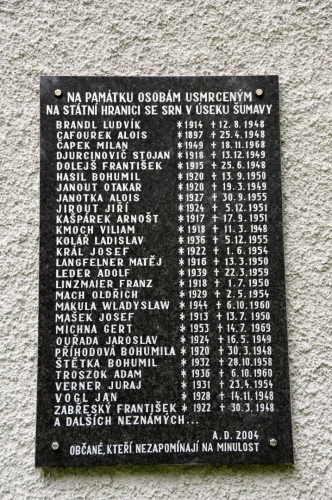 NA PAMÁTKU OSOBÁM USMRCENÝM
NA STÁTNÍ HRANICI SE SRN V ÚSEKU ŠUMAVY
BRANDL LUDVÍK *1914 +12.8.1948
CAFOUREK ALOIS *1897 +25.4.1948
ČAPEK MILAN *1949 +18.11.1968
DJURCINOVIČ STOJAN *1918 +13.12.1949
DOLEJŠ FRANTIŠEK *1915 +25.6.1948
HASIL BOHUMIL *1920 +13.9.1950
JANOUT OTAKAR *1920 +19.3.1949
JANOTKA ALOIS *1927 +30.9.1955
JIROUT JIŘÍ *1924 +5.12.1951
KAŠPÁREK ARNOŠT *1917 +17.9.1951
KMOCH VILIAM *1918 +11.3.1948
KOLÁŘ LADISLAV *1936 +5.12.1955
KRÁL JOSEF *1922 +1.6.1954
LANGFELNER MATĚJ *1916 +13.3.1950
LEDER ADOLF *1939 +22.3.1959
LINZMAIER FRANZ *1918 +1.7.1950
MACH OLDŘICH *1929 +2.5.1954
MAKULA WLADYSLAW *1944 +6.10.1960
MAŠEK JOSEF *1913 +13.7.1950
MICHNA GERT *1953 +14.7.1969
OUŘADA JAROSLAV *1924 +16.5.1949
PŘÍHODOVÁ BOHUMILA *1920 +30.3.1948
ŠTĚTKA BOHUMIL *1932 +28.10.1958
TROSZOK ADAM *1936 +6.10.1960
VERNER JURAJ *1931 +23.4.1954
VOGL JAN *1928 +14.11.1948
ZABŘESKÝ FRANTIŠEK *1922 +30.3.1948
A DALŠÍCH NEZNÁMÝCH...
A.D. 2004
OBČANÉ, KTEŘÍ NEZAPOMÍNAJÍ NA MINULOST